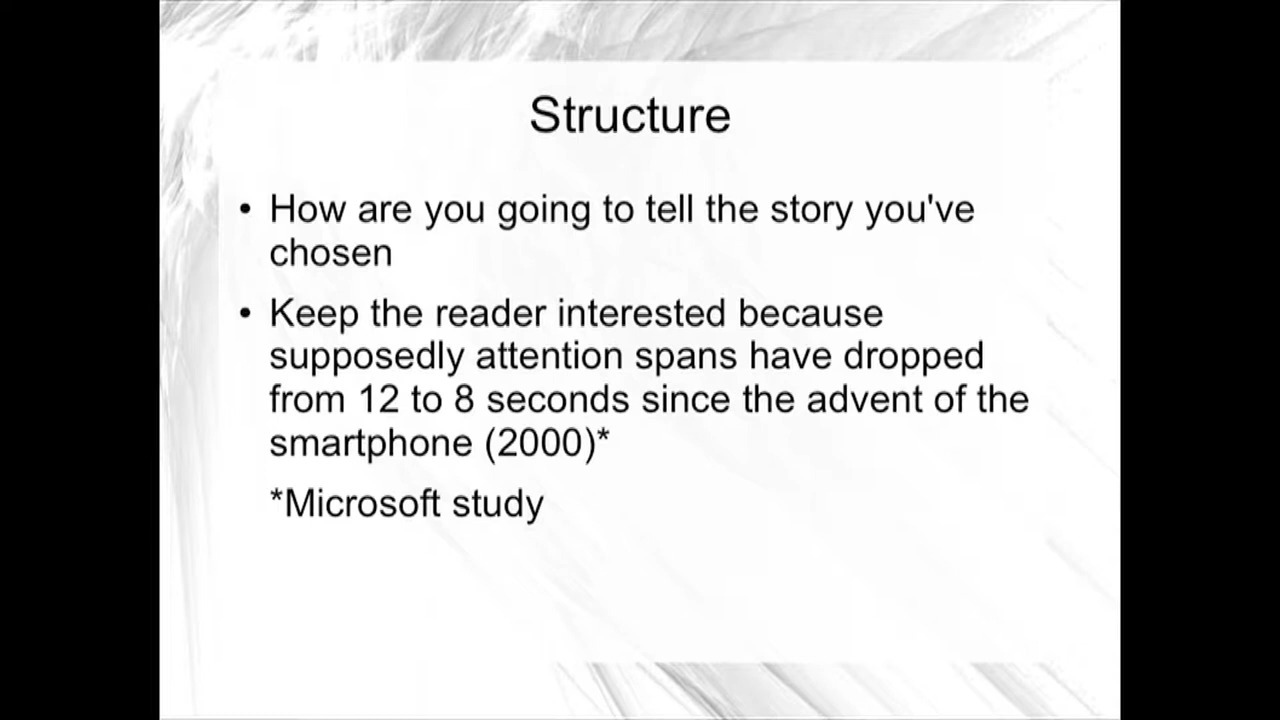 Structure
• How are you going to tell the story you've
chosen
• Keep the reader interested because
supposedly attention spans have dropped
from 12 to 8 seconds since the advent of the
smartphone (2000)*
*Microsoft study